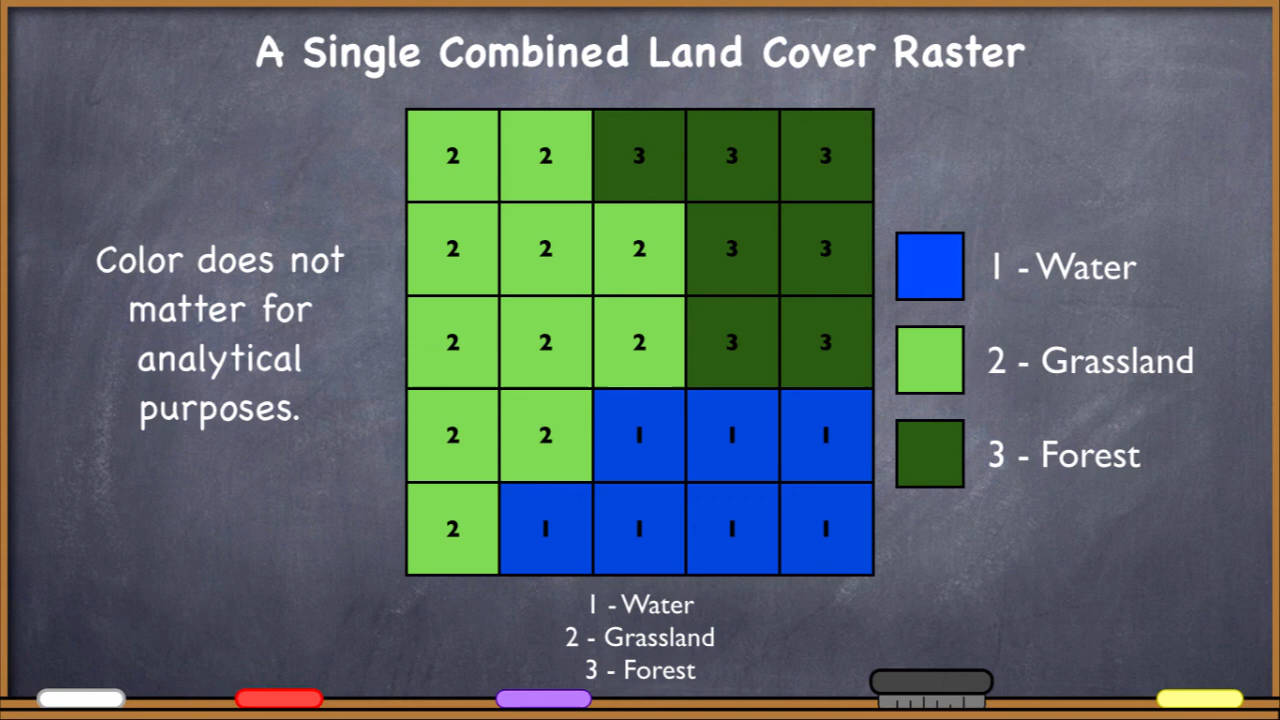 A Single Combined Land Cover Raster
2 2 3 3 3
2 2 2 3 3
2 2 2 3 3
2 2 1 1 1
2 1 1 1 1
Color does not
matter for
analytical
purposes.
1 - Water
2 - Grassland
3 - Forest
1 - Water
2 - Grassland
3 - Forest